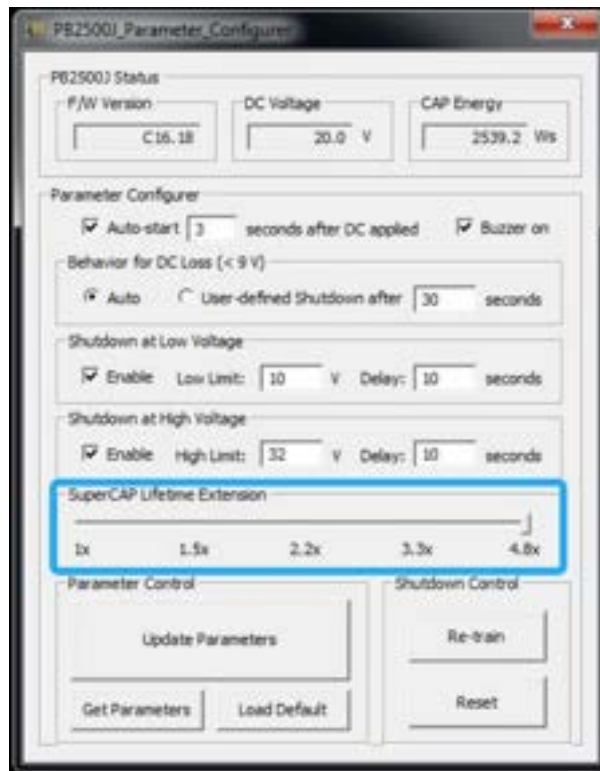 PB2500J_Parameter_Configurer
PB2500J Status
F/W Version DC Voltage CAP Energy
C16.18 20.0 V 2539.2 Ws
Parameter Configurer
Auto-start 3 seconds after DC applied Buzzer on
Behavior for DC Loss (< 9 V)
Auto User-defined Shutdown after 30 seconds
Shutdown at Low Voltage
Enable Low Limit: 10 V Delay: 10 seconds
Shutdown at High Voltage
Enable High Limit: 32 V Delay: 10 seconds
SuperCAP Lifetime Extension
1x 1.5x 2.2x 3.3x 4.8x
Parameter Control Shutdown Control
Update Parameters Re-train
Get Parameters Load Default Reset